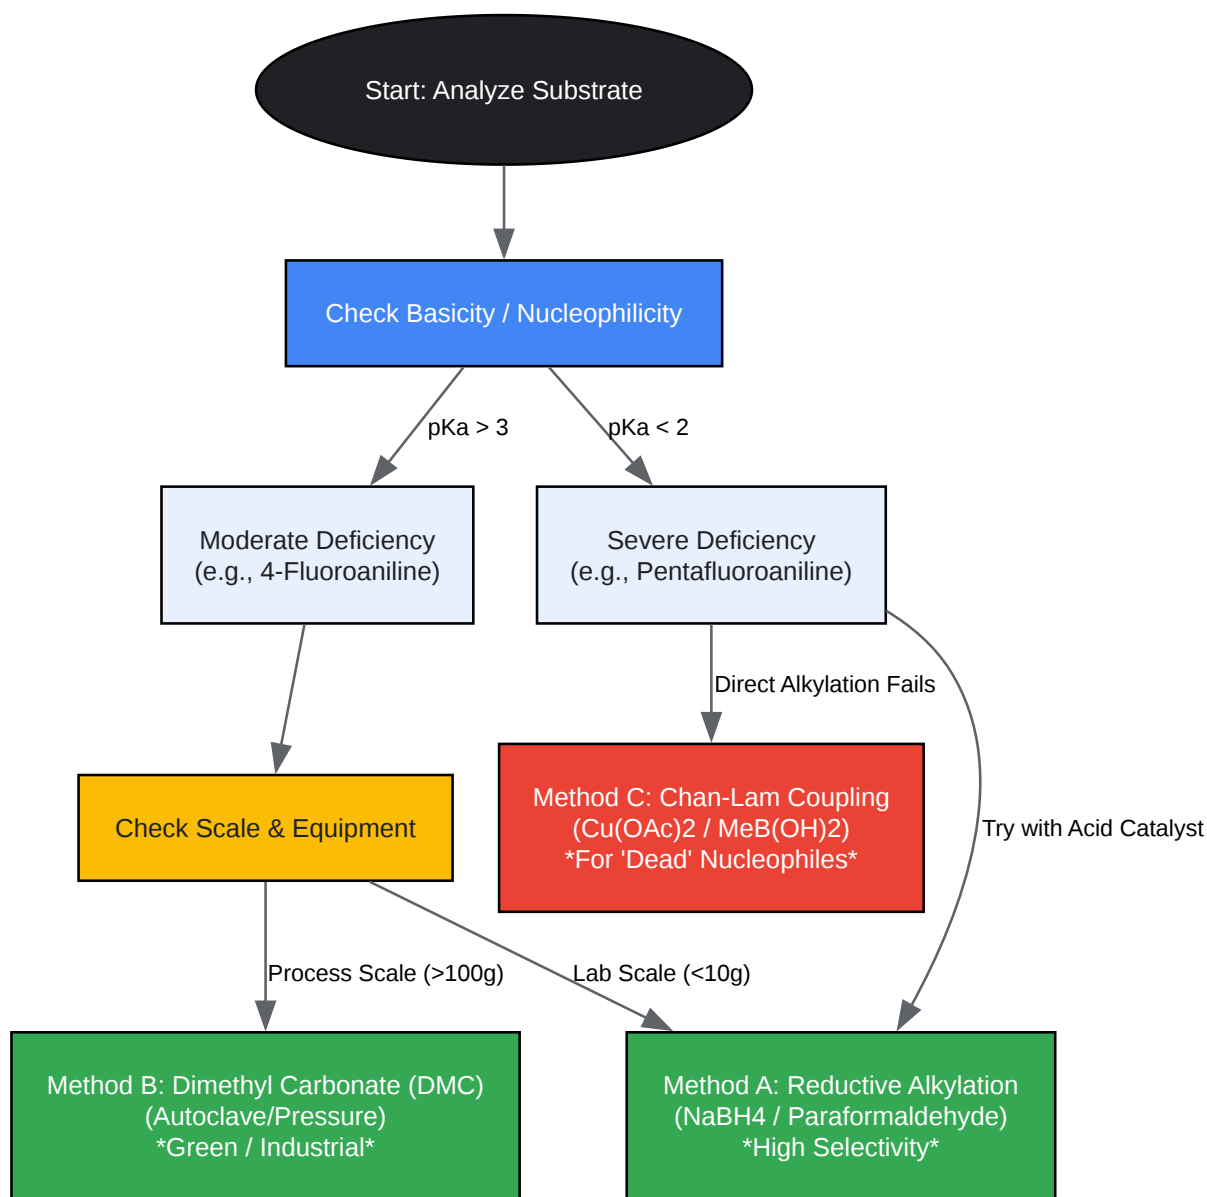 Start: Analyze Substrate
Check Basicity / Nucleophilicity
pKa > 3
pKa < 2
Moderate Deficiency
(e.g., 4-Fluoroaniline)
Severe Deficiency
(e.g., Pentafluoroaniline)
Direct Alkylation Fails
Check Scale & Equipment
Method C: Chan-Lam Coupling
(Cu(OAc)2 / MeB(OH)2)
*For 'Dead' Nucleophiles*
Try with Acid Catalyst
Process Scale (>100g)
Lab Scale (<10g)
Method B: Dimethyl Carbonate (DMC)
(Autoclave/Pressure)
*Green / Industrial*
Method A: Reductive Alkylation
(NaBH4 / Paraformaldehyde)
*High Selectivity*